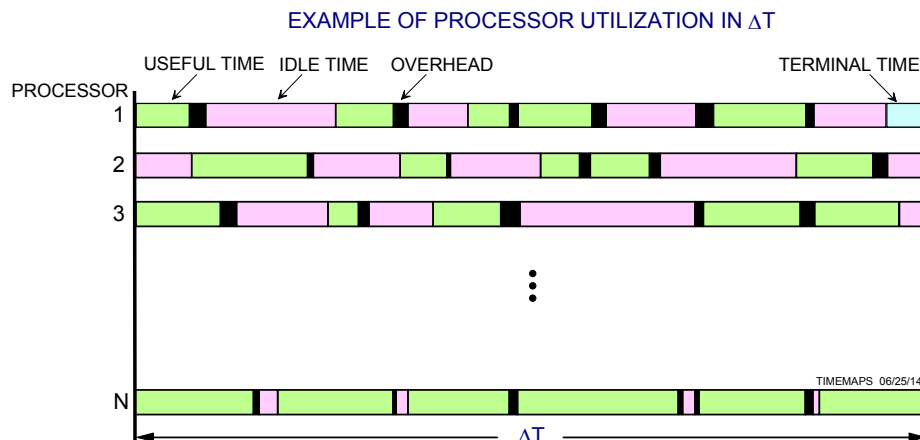 EXAMPLE OF PROCESSOR UTILIZATION IN ΔT
USEFUL TIME
IDLE TIME
OVERHEAD
TERMINAL TIME
PROCESSOR
1
2
3
TIMEMAPS 06/25/14
N
ΔT